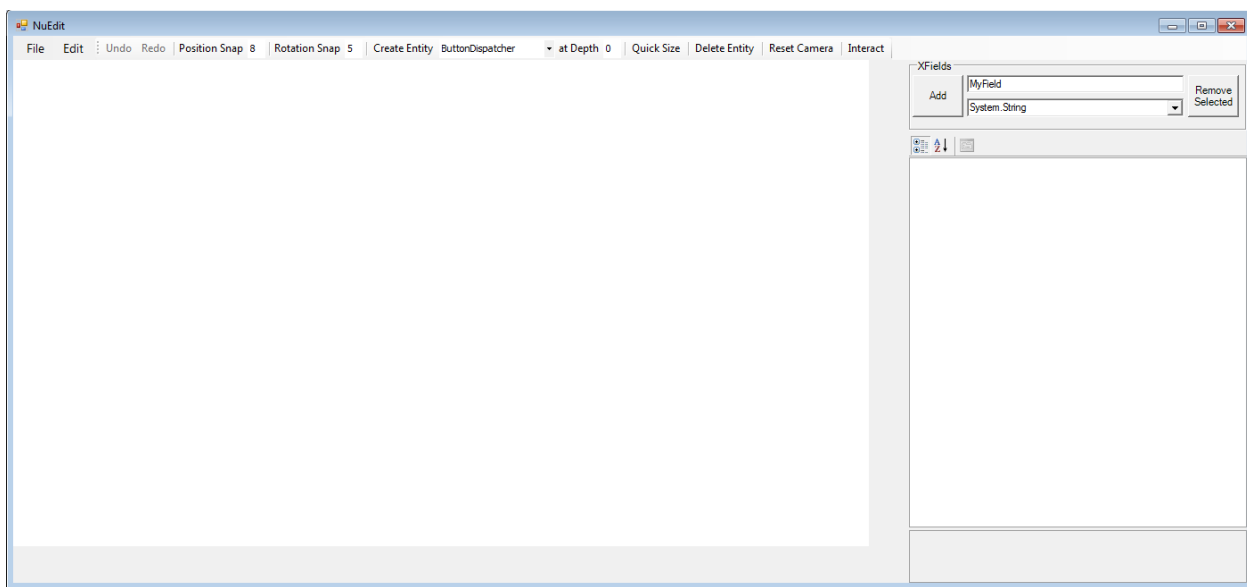 NuEdit
File Edit Undo Redo Position Snap 8 Rotation Snap 5 Create Entity ButtonDispatcher at Depth 0 Quick Size Delete Entity Reset Camera Interact
XFields
Add
MyField
System.String
Remove
Selected